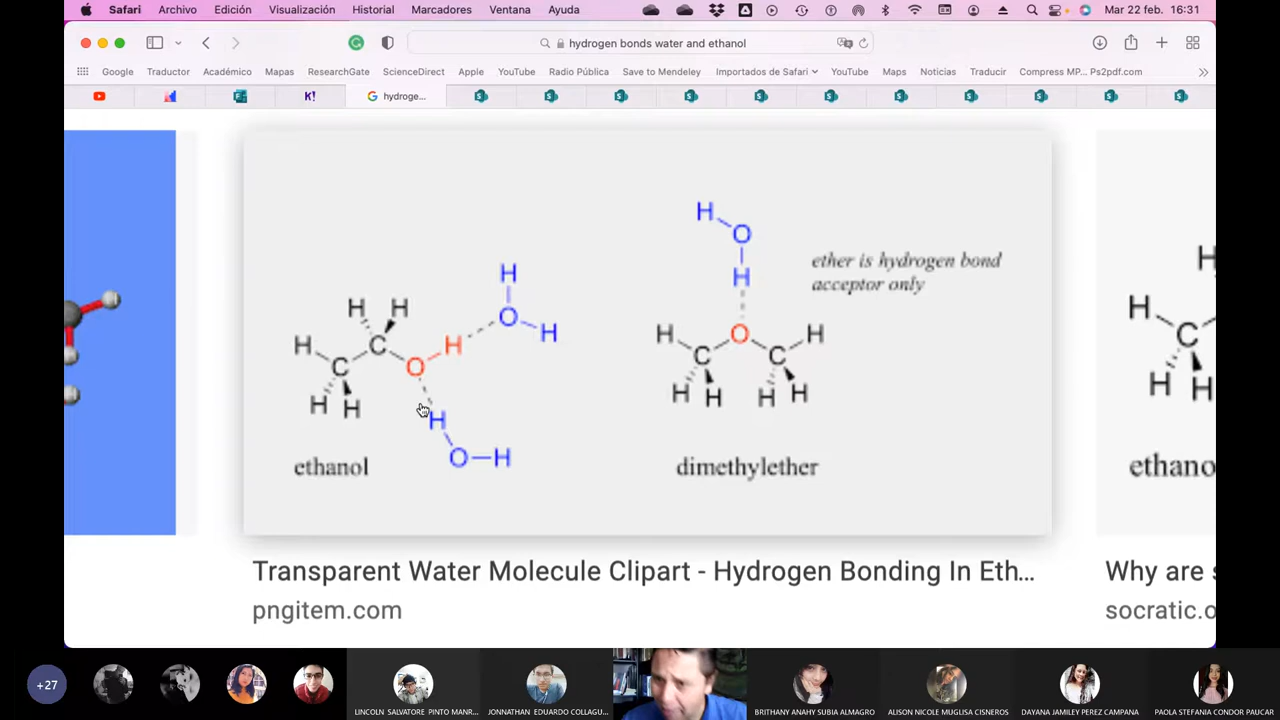 Safari Archivo Edición Visualización Historial Marcadores Ventana Ayuda Mar 22 feb. 16:31
hydrogen bonds water and ethanol
Google Traductor Académico Mapas ResearchGate ScienceDirect Apple YouTube Radio Pública Save to Mendeley Importados de Safari YouTube Maps Noticias Traducir Compress MP... Ps2pdf.com
K! G hydroge...
H
O
H
ether is hydrogen bond
acceptor only
H
O
H
H H
H C C O H
H H
H
O H
ethanol
H C O C H
H H H H
dimethylether
H
H C
H H
ethano
Transparent Water Molecule Clipart - Hydrogen Bonding In Eth...
pngitem.com
Why are s
socratic.o
+27
LINCOLN SALVATORE PINTO MANR...
JONNATHAN EDUARDO COLLAGU...
BRITHANY ANAHY SUBIA ALMAGRO
ALISON NICOLE MUGLISA CISNEROS
DAYANA JAMILEY PEREZ CAMPANA
PAOLA STEFANIA CONDOR PAUCAR